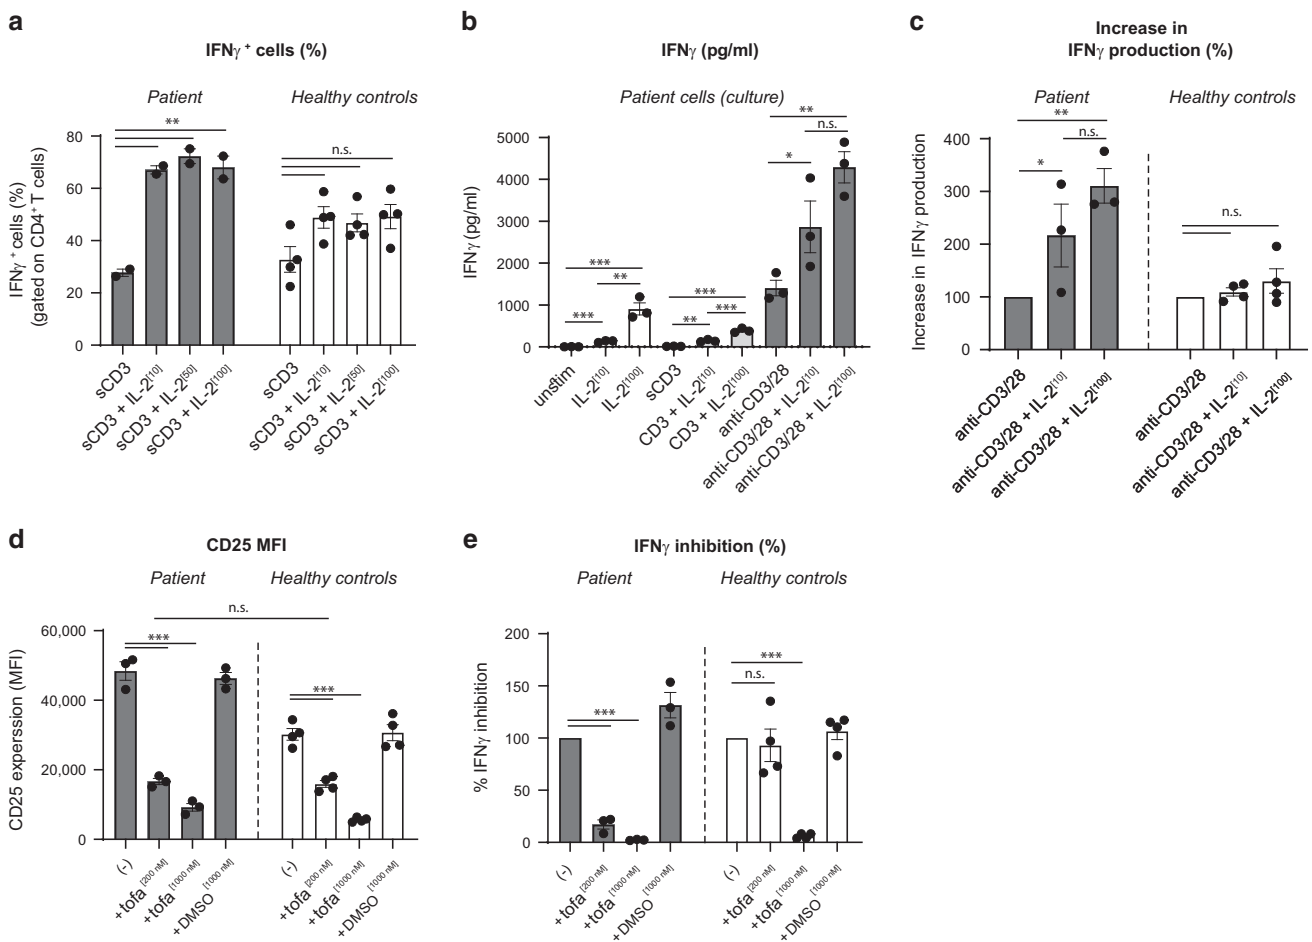 a
IFNγ + cells (%)
Patient
Healthy controls
**
n.s.
IFNγ+ cells (%)
(gated on CD4+ T cells)
80
60
40
20
0
sCD3
sCD3 + IL-2[10]
sCD3 + IL-2[50]
sCD3 + IL-2[100]
sCD3
sCD3 + IL-2[10]
sCD3 + IL-2[50]
sCD3 + IL-2[100]
b
IFNγ (pg/ml)
Patient cells (culture)
**
n.s.
*
***
**
***
***
**
***
IFNγ (pg/ml)
5000
4000
3000
2000
1000
0
unstim
IL-2[10]
IL-2[100]
sCD3
CD3 + IL-2[10]
CD3 + IL-2[100]
anti-CD3/28
anti-CD3/28 + IL-2[10]
anti-CD3/28 + IL-2[100]
c
Increase in
IFNγ production (%)
Patient
Healthy controls
**
n.s.
*
n.s.
Increase in IFNγ production
400
300
200
100
0
anti-CD3/28
anti-CD3/28 + IL-2[10]
anti-CD3/28 + IL-2[100]
anti-CD3/28
anti-CD3/28 + IL-2[10]
anti-CD3/28 + IL-2[100]
d
CD25 MFI
Patient
Healthy controls
n.s.
***
***
CD25 experssion (MFI)
60,000
40,000
20,000
0
(-)
+tofa [200 nM]
+tofa [1000 nM]
+DMSO [1000 nM]
(-)
+tofa [200 nM]
+tofa [1000 nM]
+DMSO [1000 nM]
e
IFNγ inhibition (%)
Patient
Healthy controls
***
***
n.s.
% IFNγ inhibition
200
150
100
50
0
(-)
+tofa [200 nM]
+tofa [1000 nM]
+DMSO [1000 nM]
(-)
+tofa [200 nM]
+tofa [1000 nM]
+DMSO [1000 nM]